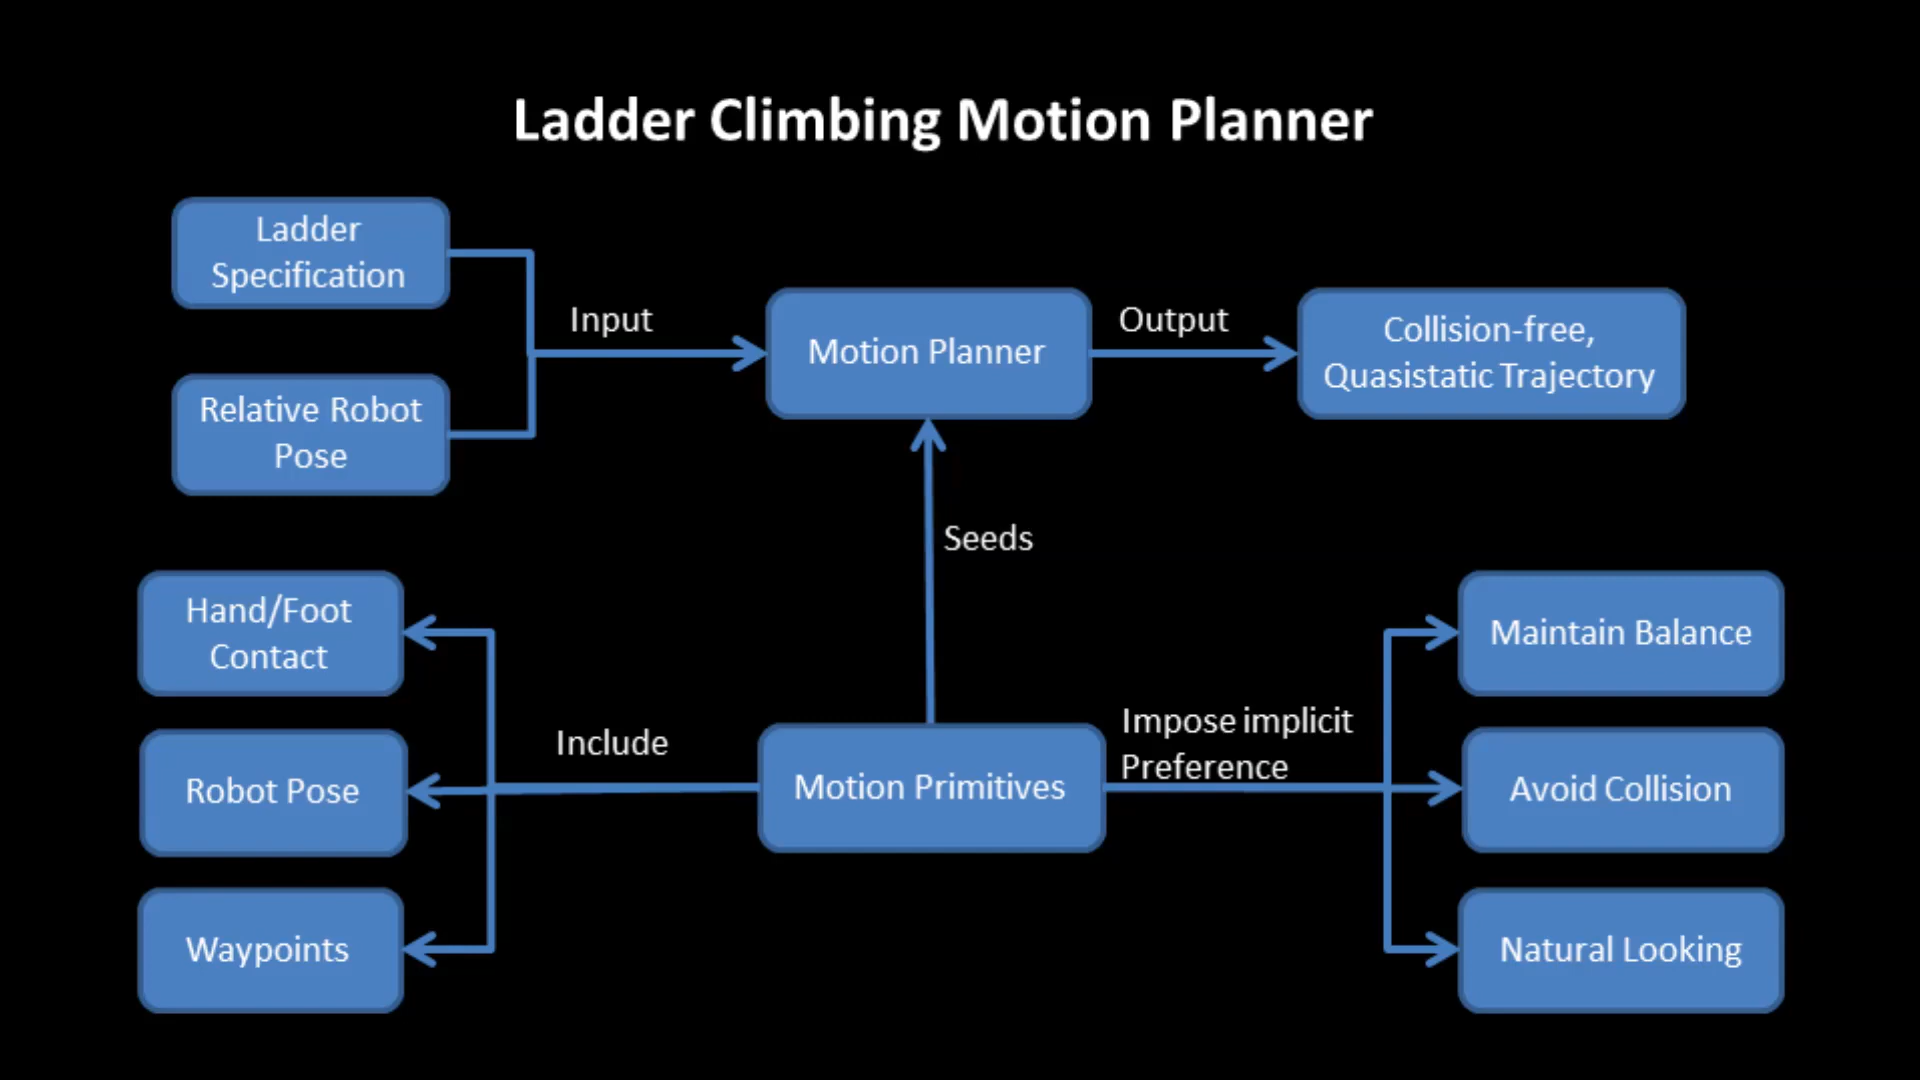 Ladder Climbing Motion Planner
Ladder
Specification
Input
Output
Motion Planner
Collision-free,
Quasistatic Trajectory
Relative Robot
Pose
Seeds
Hand/Foot
Contact
Maintain Balance
Include
Impose implicit
Preference
Robot Pose
Motion Primitives
Avoid Collision
Waypoints
Natural Looking